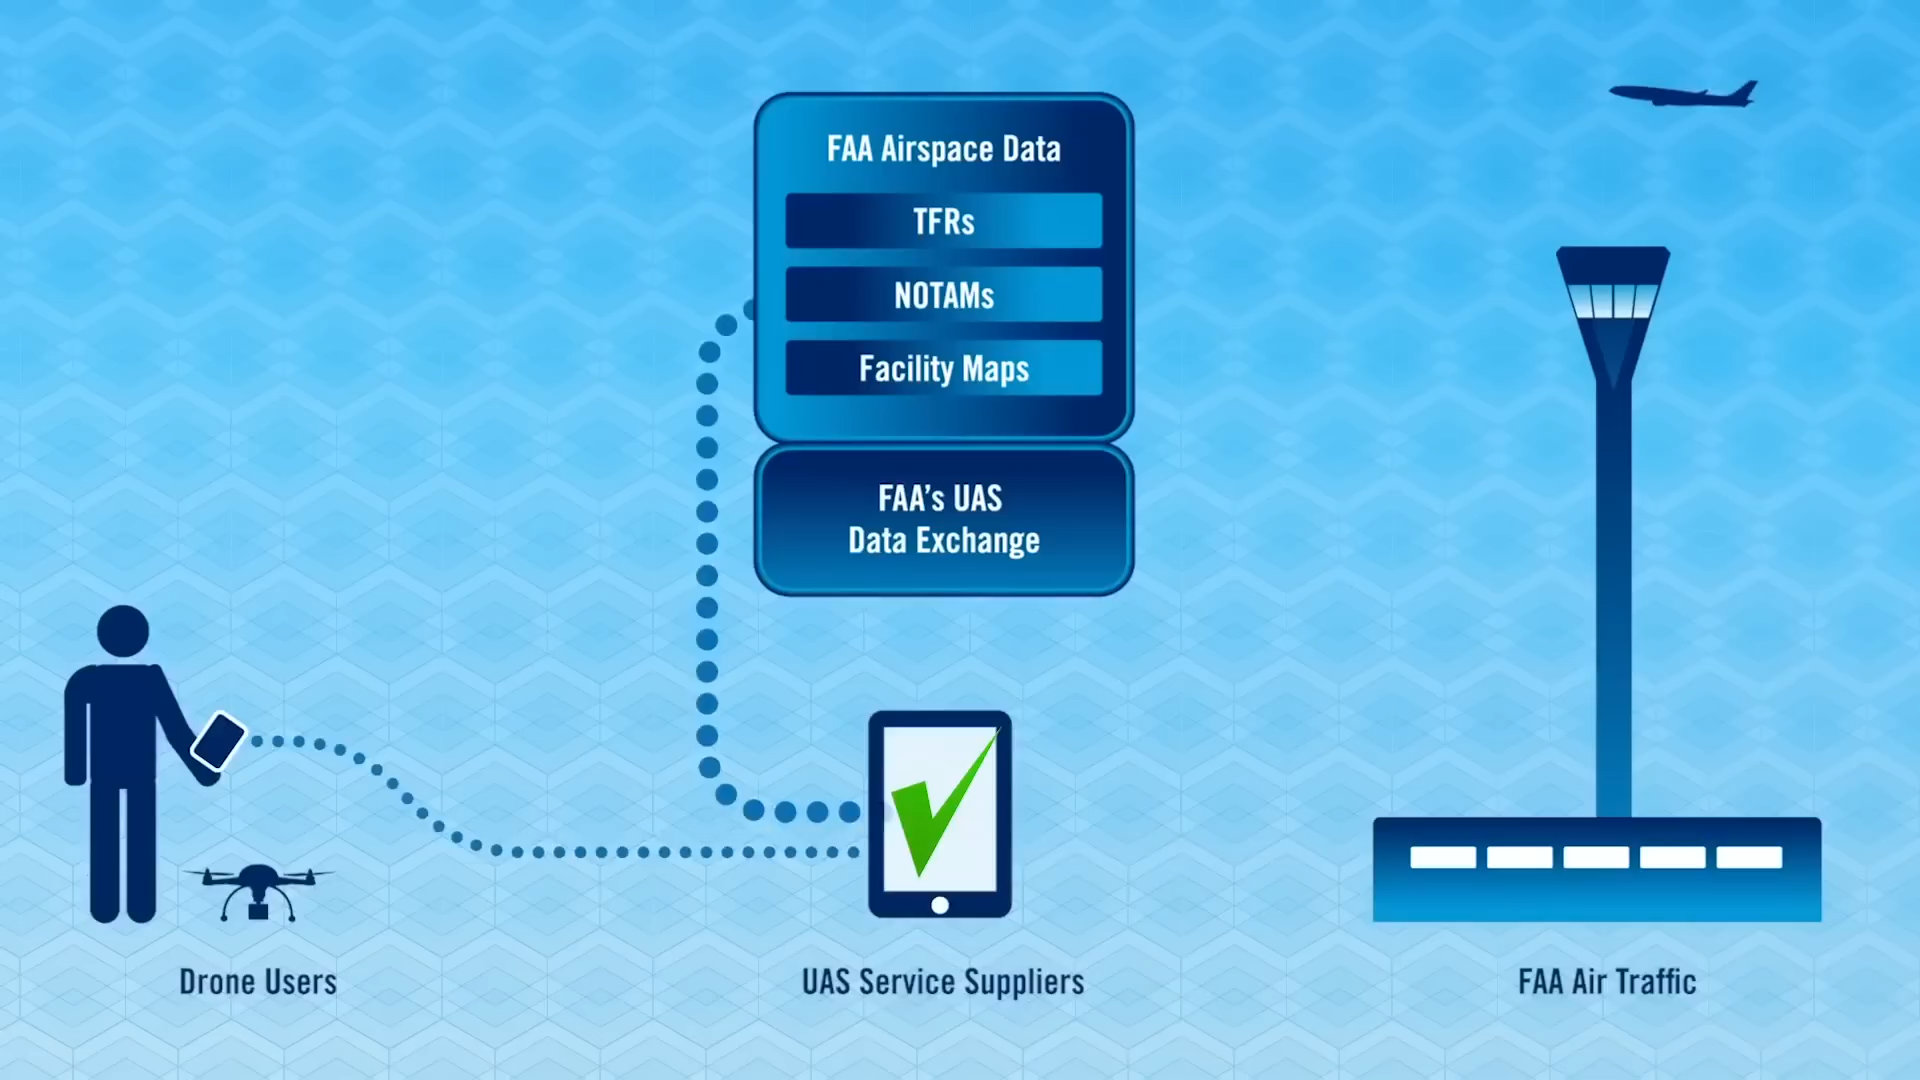 FAA Airspace Data
TFRs
NOTAMs
Facility Maps
FAA's UAS
Data Exchange
Drone Users
UAS Service Suppliers
FAA Air Traffic